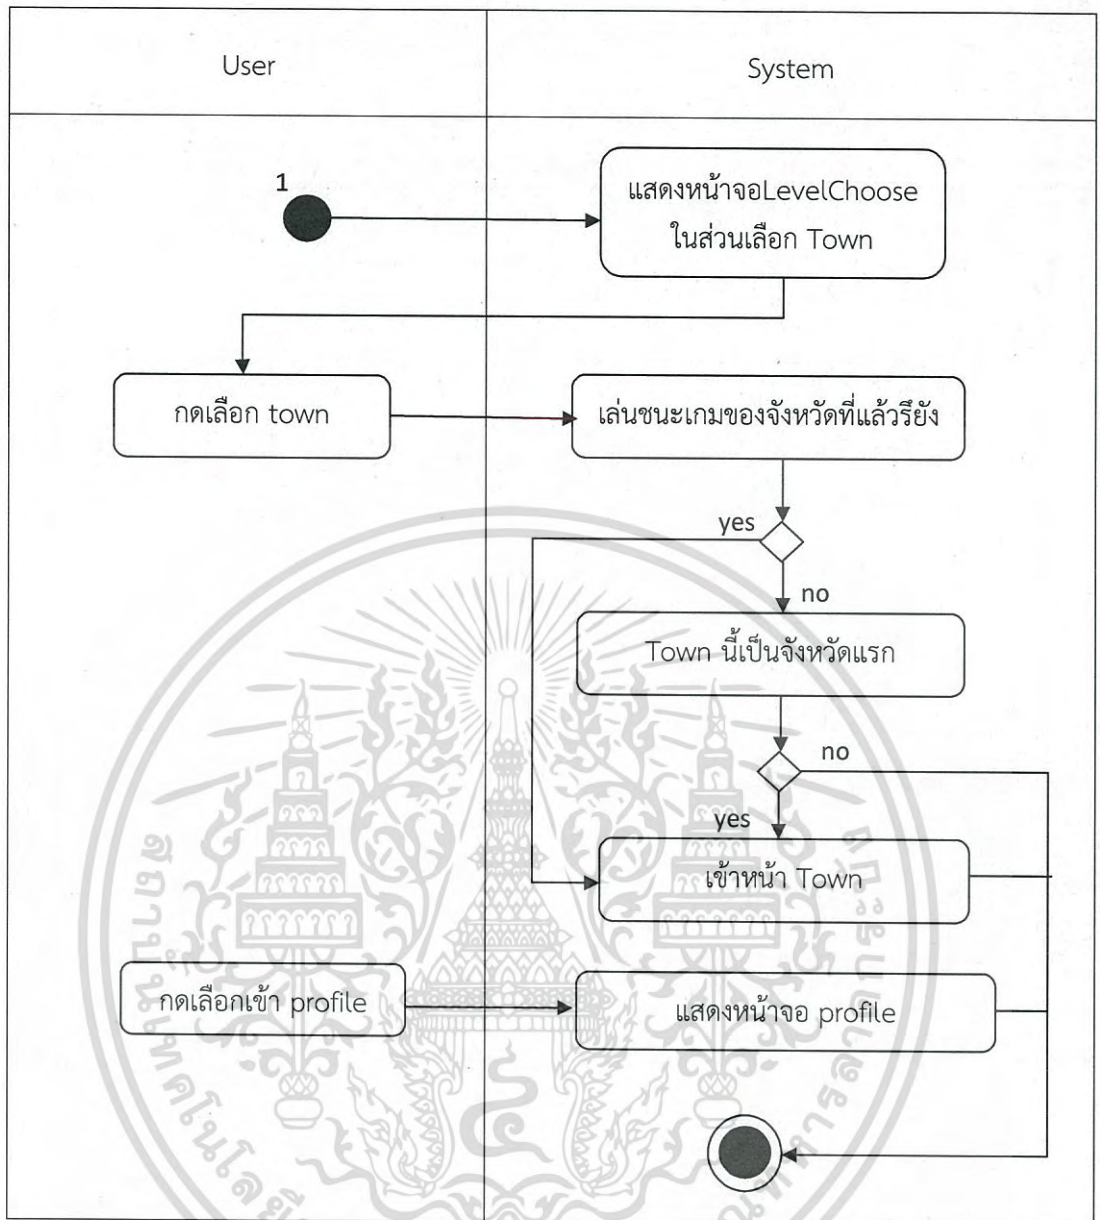 User
System
1
แสดงหน้าจอLevelChoose
ในส่วนเลือก Town
กดเลือก town
เล่นชนะเกมของจังหวัดที่แล้วรึยัง
yes
no
Town นี้เป็นจังหวัดแรก
no
yes
เข้าหน้า Town
กดเลือกเข้า profile
แสดงหน้าจอ profile